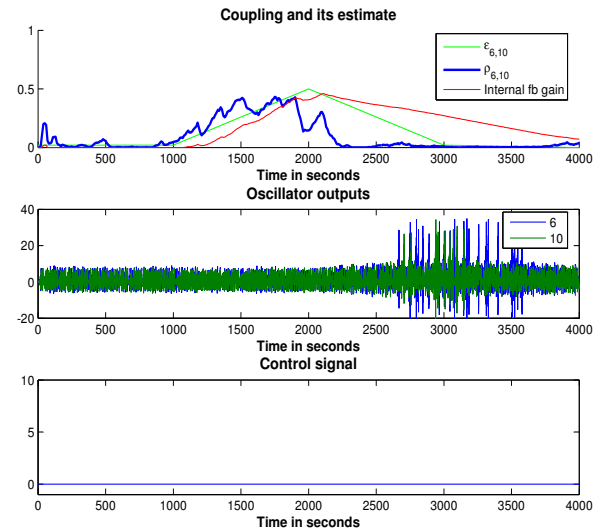 Coupling and its estimate
1
0.5
0
ε6,10
ρ6,10
Internal fb gain
0 500 1000 1500 2000 2500 3000 3500 4000
Time in seconds
Oscillator outputs
40
20
0
-20
6
10
0 500 1000 1500 2000 2500 3000 3500 4000
Time in seconds
Control signal
10
5
0
0 500 1000 1500 2000 2500 3000 3500 4000
Time in seconds